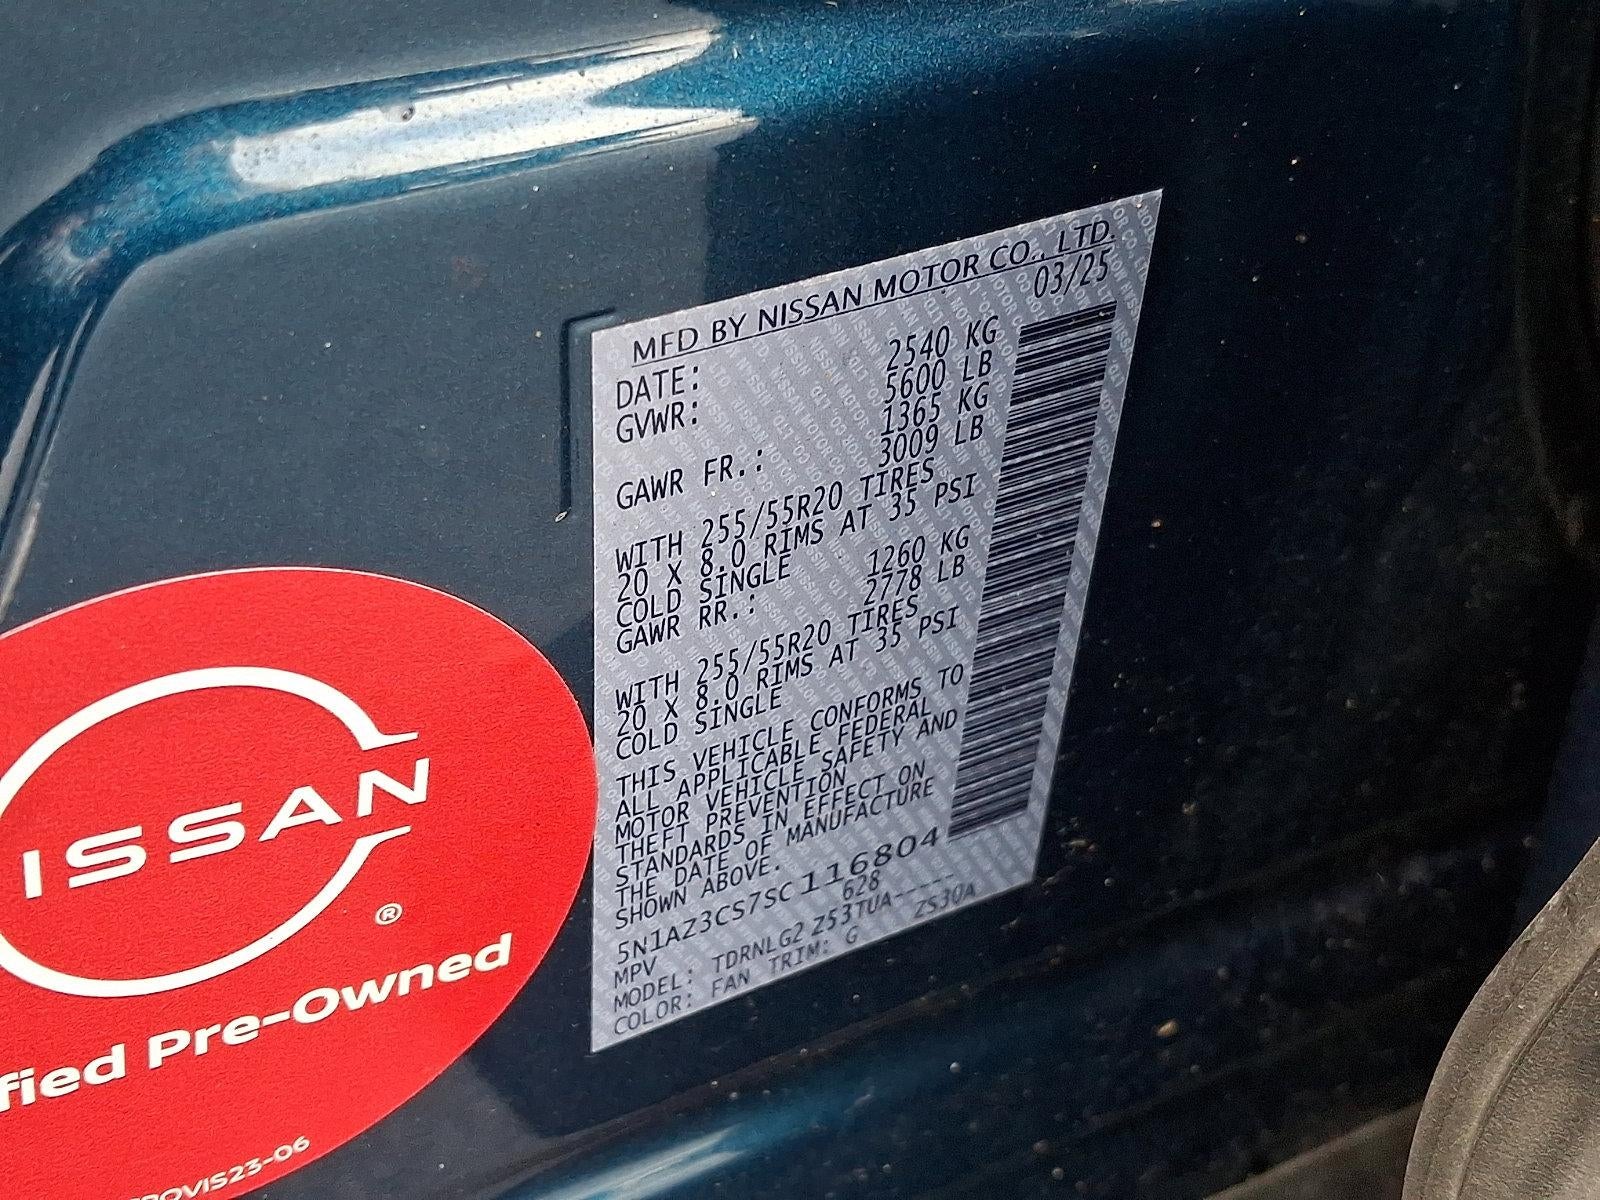 MFD BY NISSAN MOTOR CO., LTD.
DATE: 03/25
GVWR: 2540 KG
5600 LB
GAWR FR.: 1365 KG
3009 LB
WITH 255/55R20 TIRES
20 X 8.0 RIMS AT 35 PSI
COLD SINGLE
GAWR RR.: 1260 KG
2778 LB
WITH 255/55R20 TIRES
20 X 8.0 RIMS AT 35 PSI
COLD SINGLE
THIS VEHICLE CONFORMS TO
ALL APPLICABLE FEDERAL
MOTOR VEHICLE SAFETY AND
THEFT PREVENTION
STANDARDS IN EFFECT ON
THE DATE OF MANUFACTURE
SHOWN ABOVE.
5N1AZ3CS7SC116804
MPV 628
MODEL: TDRNLG2 Z53TUA-----
COLOR: FAN TRIM: G ZS30A
ISSAN
®
fied Pre-Owned
PROVIS23-06